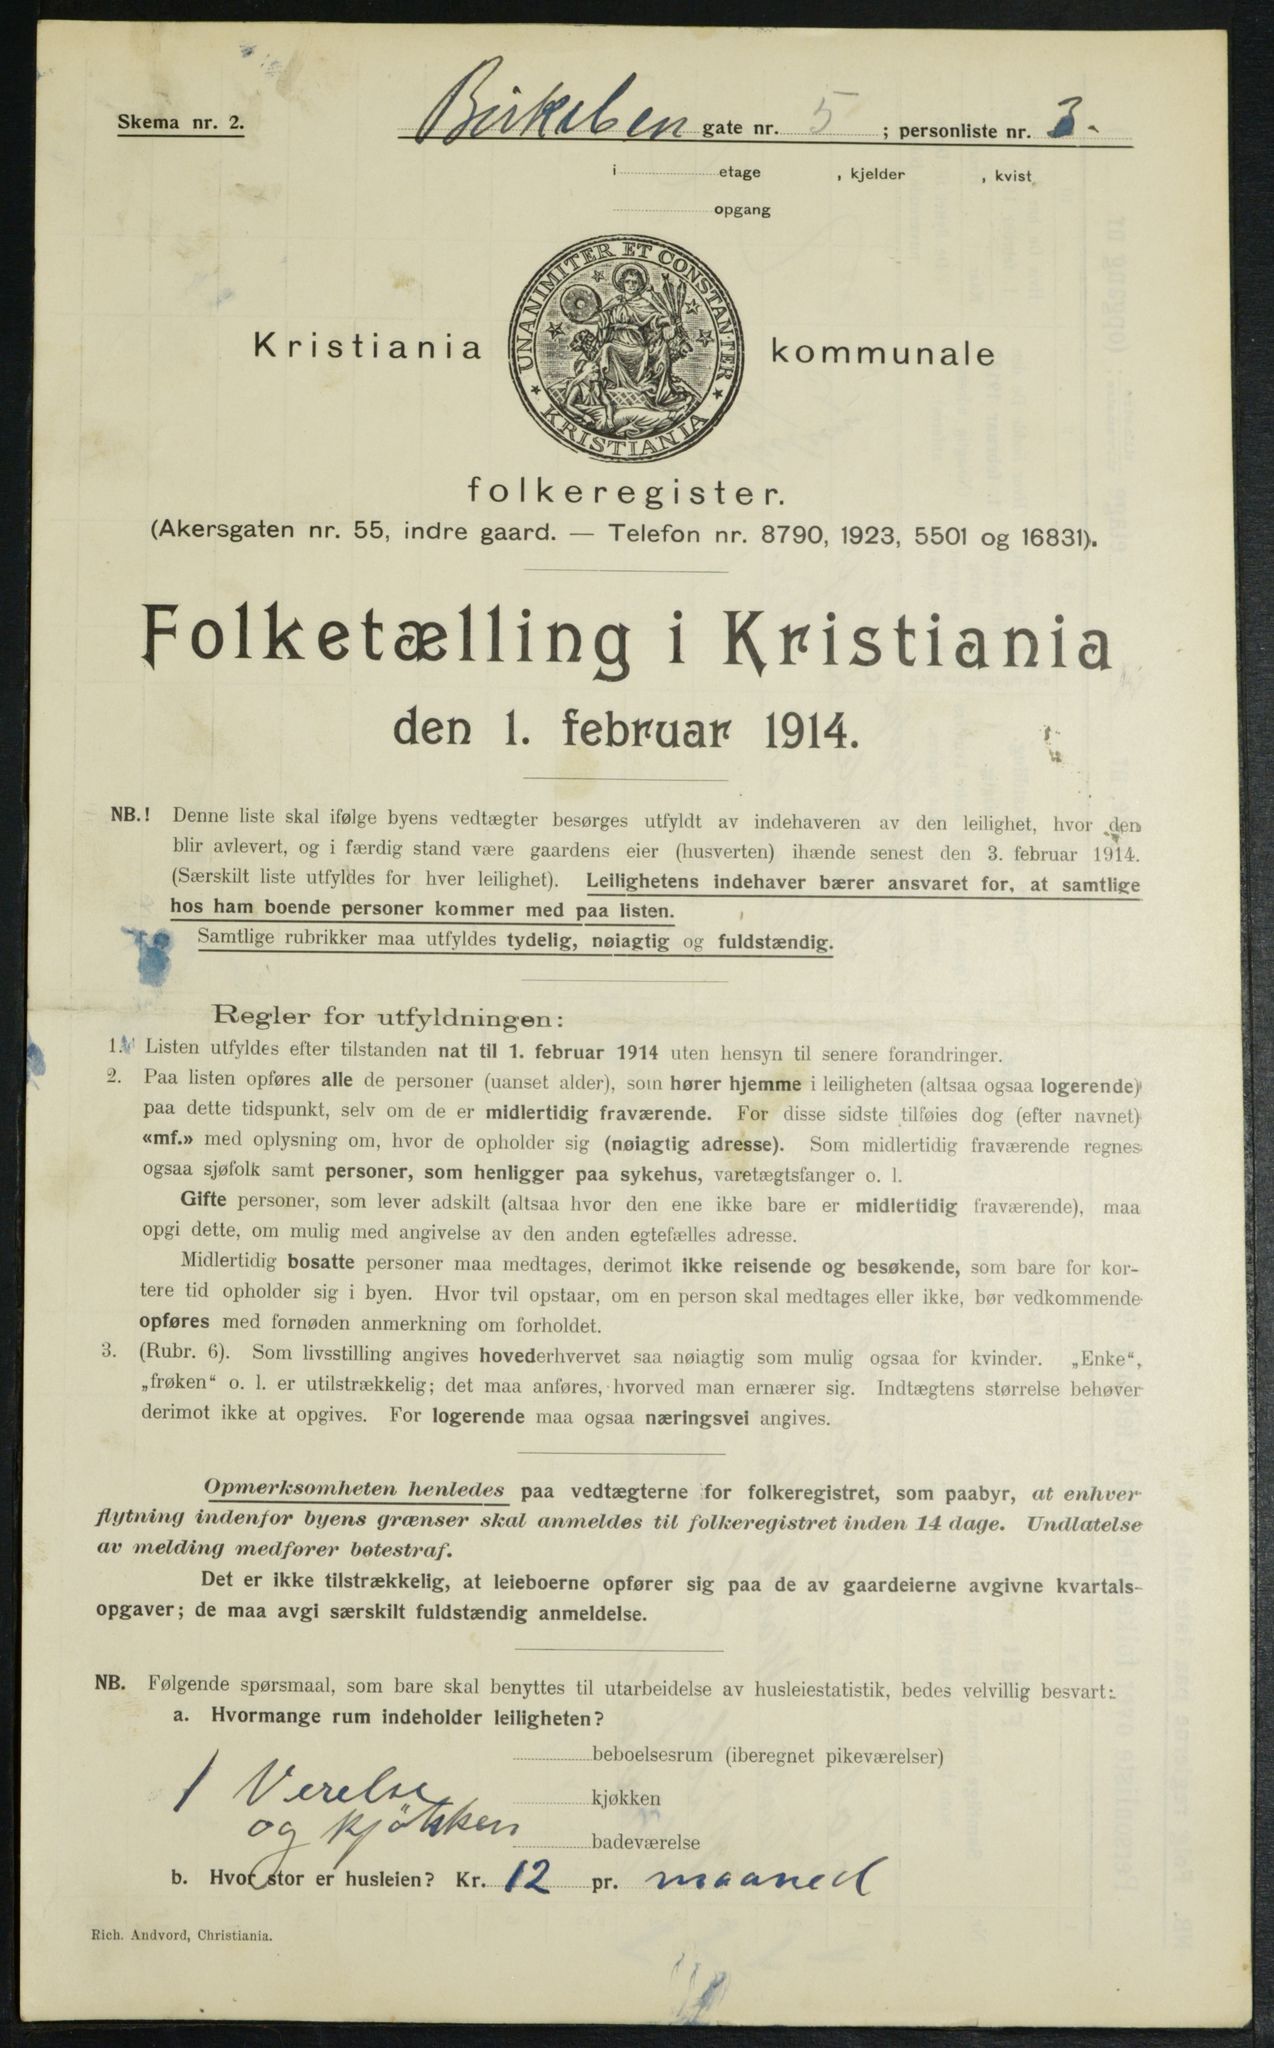 Skema nr. 2.
Birkeben gate nr. 5 ; personliste nr. 3.
i etage , kjelder , kvist
opgang
UNANIMITER ET CONSTANTER
KRISTIANIA
Kristiania kommunale
folkeregister.
(Akersgaten nr. 55, indre gaard. — Telefon nr. 8790, 1923, 5501 og 16831).
Folketælling i Kristiania
den 1. februar 1914.
NB.! Denne liste skal ifølge byens vedtægter besørges utfyldt av indehaveren av den leilighet, hvor den
blir avlevert, og i færdig stand være gaardens eier (husverten) ihænde senest den 3. februar 1914.
(Særskilt liste utfyldes for hver leilighet). Leilighetens indehaver bærer ansvaret for, at samtlige
hos ham boende personer kommer med paa listen.
Samtlige rubrikker maa utfyldes tydelig, nøiagtig og fuldstændig.
Regler for utfyldningen:
1. Listen utfyldes efter tilstanden nat til 1. februar 1914 uten hensyn til senere forandringer.
2. Paa listen opføres alle de personer (uanset alder), som hører hjemme i leiligheten (altsaa ogsaa logerende)
paa dette tidspunkt, selv om de er midlertidig fraværende. For disse sidste tilføies dog (efter navnet)
«mf.» med oplysning om, hvor de opholder sig (nøiagtig adresse). Som midlertidig fraværende regnes
ogsaa sjøfolk samt personer, som henligger paa sykehus, varetægtsfanger o. l.
Gifte personer, som lever adskilt (altsaa hvor den ene ikke bare er midlertidig fraværende), maa
opgi dette, om mulig med angivelse av den anden egtefælles adresse.
Midlertidig bosatte personer maa medtages, derimot ikke reisende og besøkende, som bare for kor-
tere tid opholder sig i byen. Hvor tvil opstaar, om en person skal medtages eller ikke, bør vedkommende
opføres med fornøden anmerkning om forholdet.
3. (Rubr. 6). Som livsstilling angives hovederhvervet saa nøiagtig som mulig ogsaa for kvinder. „Enke“,
„frøken“ o. l. er utilstrækkelig; det maa anføres, hvorved man ernærer sig. Indtægtens størrelse behøver
derimot ikke at opgives. For logerende maa ogsaa næringsvei angives.
Opmerksomheten henledes paa vedtægterne for folkeregistret, som paabyr, at enhver
flytning indenfor byens grænser skal anmeldes til folkeregistret inden 14 dage. Undlatelse
av melding medfører bøtestraf.
Det er ikke tilstrækkelig, at leieboerne opfører sig paa de av gaardeierne avgivne kvartals-
opgaver; de maa avgi særskilt fuldstændig anmeldelse.
NB. Følgende spørsmaal, som bare skal benyttes til utarbeidelse av husleiestatistik, bedes velvillig besvart:
a. Hvormange rum indeholder leiligheten?
beboelsesrum (iberegnet pikeværelser)
1 Verelse kjøkken
og kjökken badeværelse
b. Hvor stor er husleien? Kr. 12 pr. maaned
Rich. Andvord, Christiania.